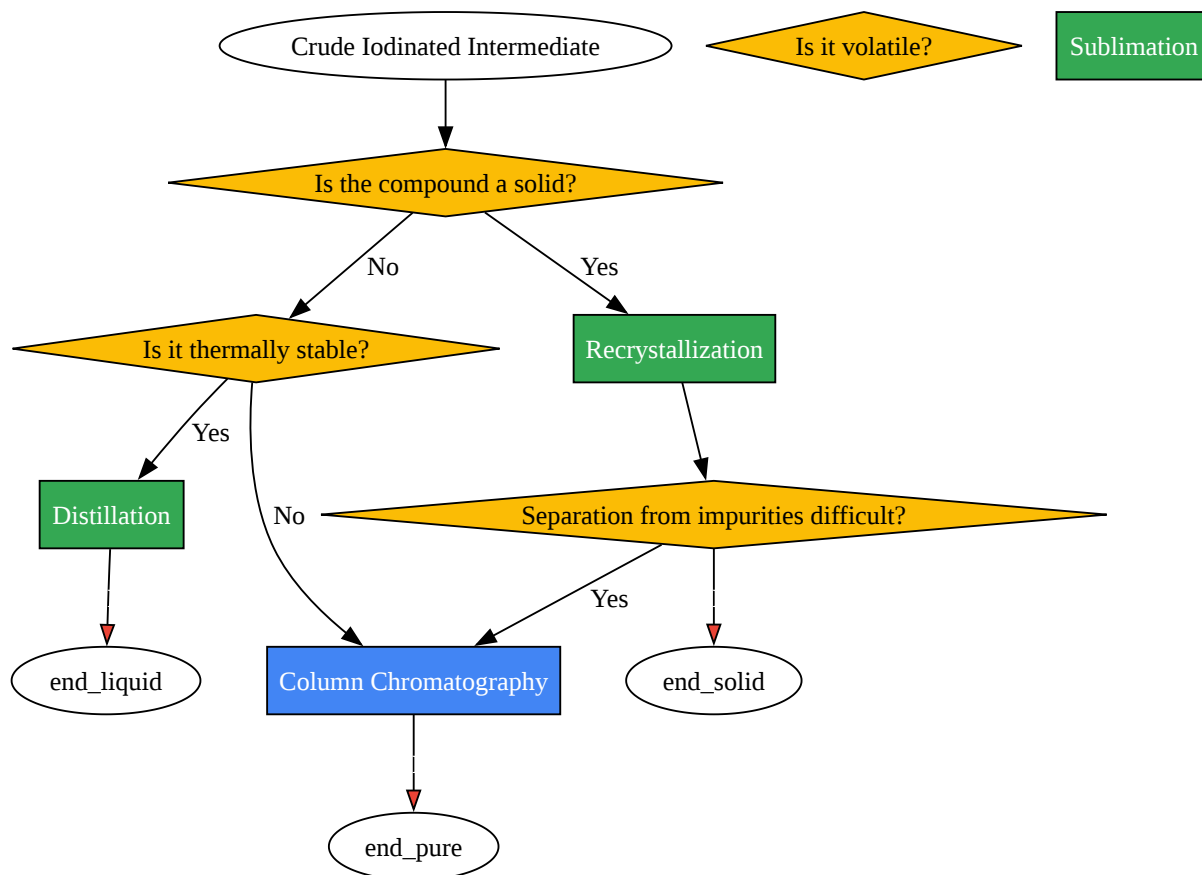 Crude Iodinated Intermediate
Is it volatile?
Sublimation
Is the compound a solid?
No
Yes
Is it thermally stable?
Recrystallization
Yes
Distillation
No
Separation from impurities difficult?
Yes
end_liquid
Column Chromatography
end_solid
end_pure